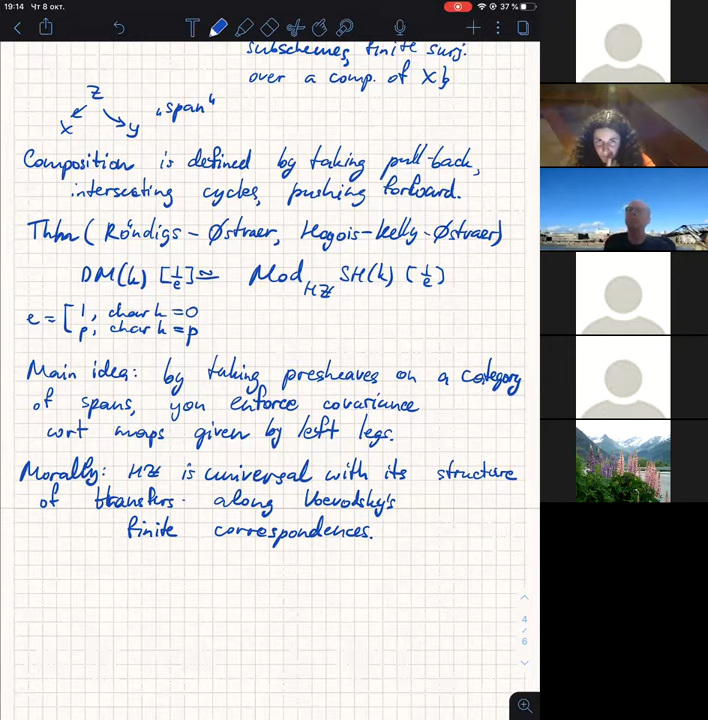 19:14 Чт 8 окт.
37 %
subschemes, finite surj.
over a comp. of X}
Z
X
y
„span"
Composition is defined by taking pull-back,
intersecting cycles, pushing forward.
Thm (Röndigs - Østvaer, Hoyois-Kelly-Østvaer)
DM(k) [1/e] ≃ Mod_HZ SH(k) [1/e]
e = [ 1, char k = 0
p, char k = p
Main idea: by taking presheaves on a category
of spans, you enforce covariance
wrt maps given by left legs.
Morally: HZ is universal with its structure
of transfers along Voevodsky's
finite correspondences.
4
/
6